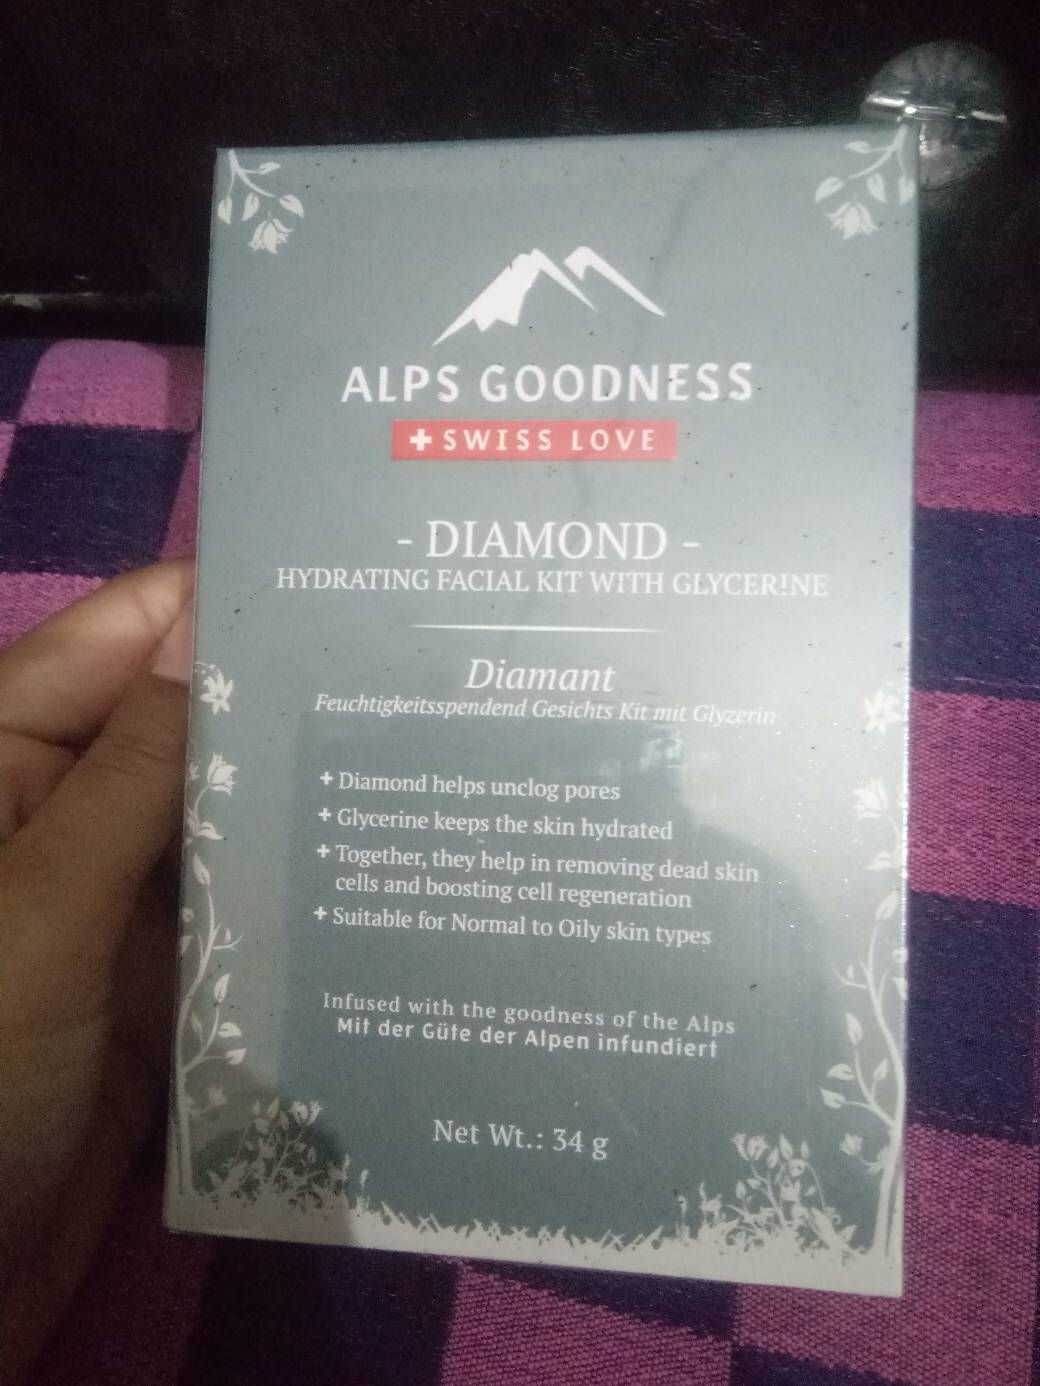 ALPS GOODNESS
+ SWISS LOVE
- DIAMOND -
HYDRATING FACIAL KIT WITH GLYCER!NE
Diamant
Feuchtigkeitsspendend Gesichts Kit mit Glyzerin
+ Diamond helps unclog pores
+ Glycerine keeps the skin hydrated
+ Together, they help in removing dead skin
cells and boosting cell regeneration
+ Suitable for Normal to Oily skin types
Infused with the goodness of the Alps
Mit der Güte der Alpen infundiert
Net Wt.: 34 g